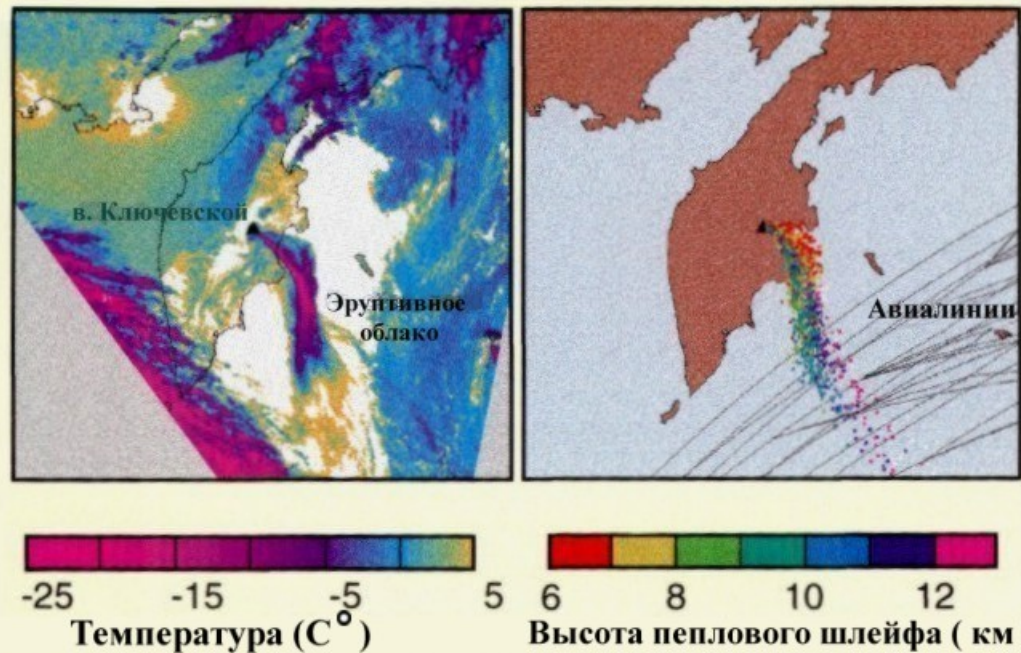 в. Ключевской
Эруптивное
облако
Авиалинии
-25 -15 -5 5
Температура (C°)
6 8 10 12
Высота пеплового шлейфа ( км